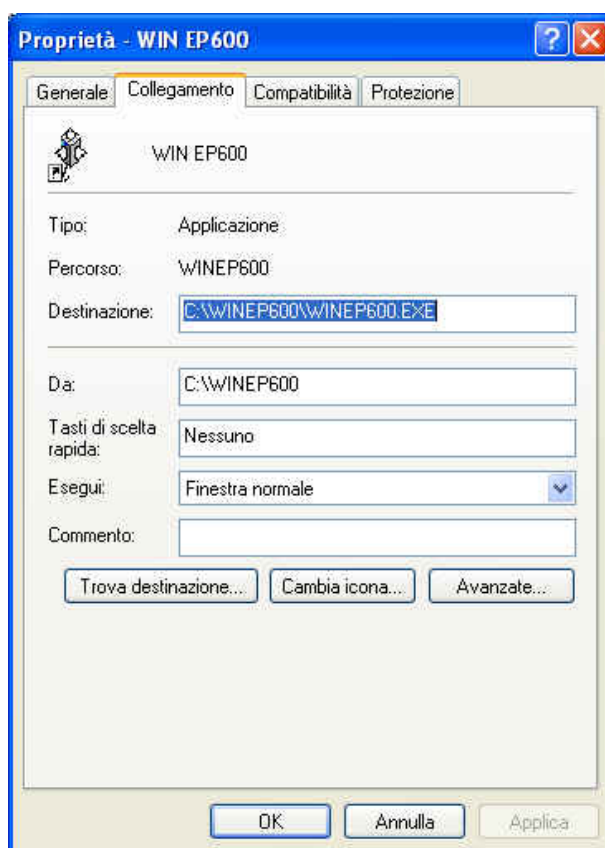 Proprietà - WIN EP600
Generale Collegamento Compatibilità Protezione
WIN EP600
Tipo: Applicazione
Percorso: WINEP600
Destinazione: C:\WINEP600\WINEP600.EXE
Da: C:\WINEP600
Tasti di scelta
rapida: Nessuno
Esegui: Finestra normale
Commento:
Trova destinazione... Cambia icona... Avanzate...
OK Annulla Applica